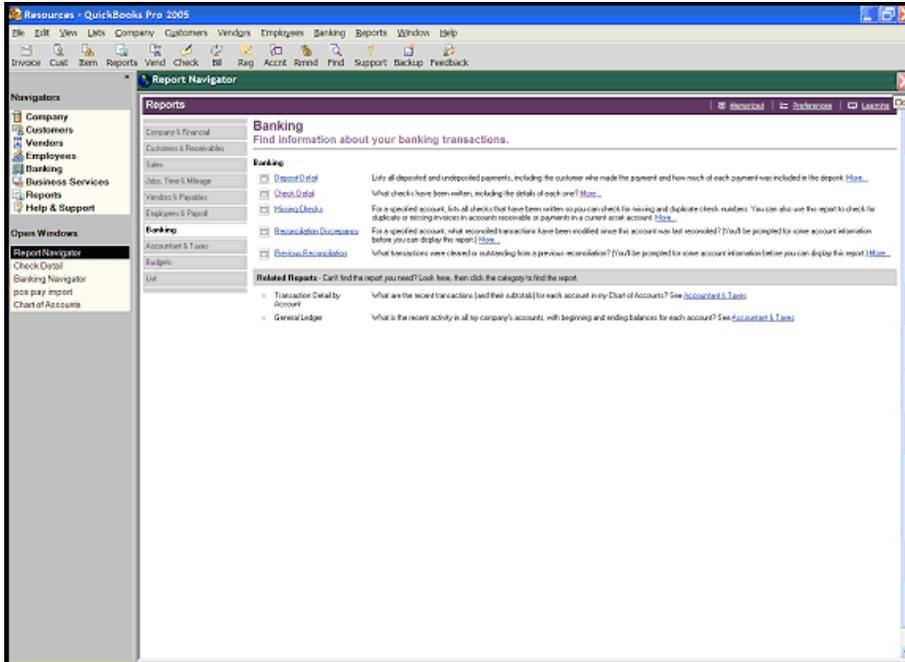 Resources - QuickBooks Pro 2005
File Edit View Lists Company Customers Vendors Employees Banking Reports Window Help
Invoice Cust Item Reports Vend Check Bill Reg Accnt Rmnd Find Support Backup Feedback
Report Navigator
Navigators
Company
Customers
Vendors
Employees
Banking
Business Services
Reports
Help & Support
Open Windows
Report Navigator
Check Detail
Banking Navigator
pos pay import
Chart of Accounts
Reports
Memorized | Preferences | Learning
Company & Financial
Customers & Receivables
Sales
Jobs, Time & Mileage
Vendors & Payables
Employees & Payroll
Banking
Accountant & Taxes
Budgets
List
Banking
Find information about your banking transactions.
Banking
Deposit Detail Lists all deposited and undeposited payments, including the customer who made the payment and how much of each payment was included in the deposit. More...
Check Detail What checks have been written, including the details of each one? More...
Missing Checks For a specified account, lists all checks that have been written so you can check for missing and duplicate check numbers. You can also use this report to check for
duplicate or missing invoices in accounts receivable or payments in a current asset account. More...
Reconciliation Discrepancy For a specified account, what reconciled transactions have been modified since this account was last reconciled? (You'll be prompted for some account information
before you can display this report.) More...
Previous Reconciliation What transactions were cleared or outstanding from a previous reconciliation? (You'll be prompted for some account information before you can display this report.) More...
Related Reports - Can't find the report you need? Look here, then click the category to find the report.
Transaction Detail by What are the recent transactions (and their subtotals) for each account in my Chart of Accounts? See Accountant & Taxes
Account
General Ledger What is the recent activity in all my company's accounts, with beginning and ending balances for each account? See Accountant & Taxes